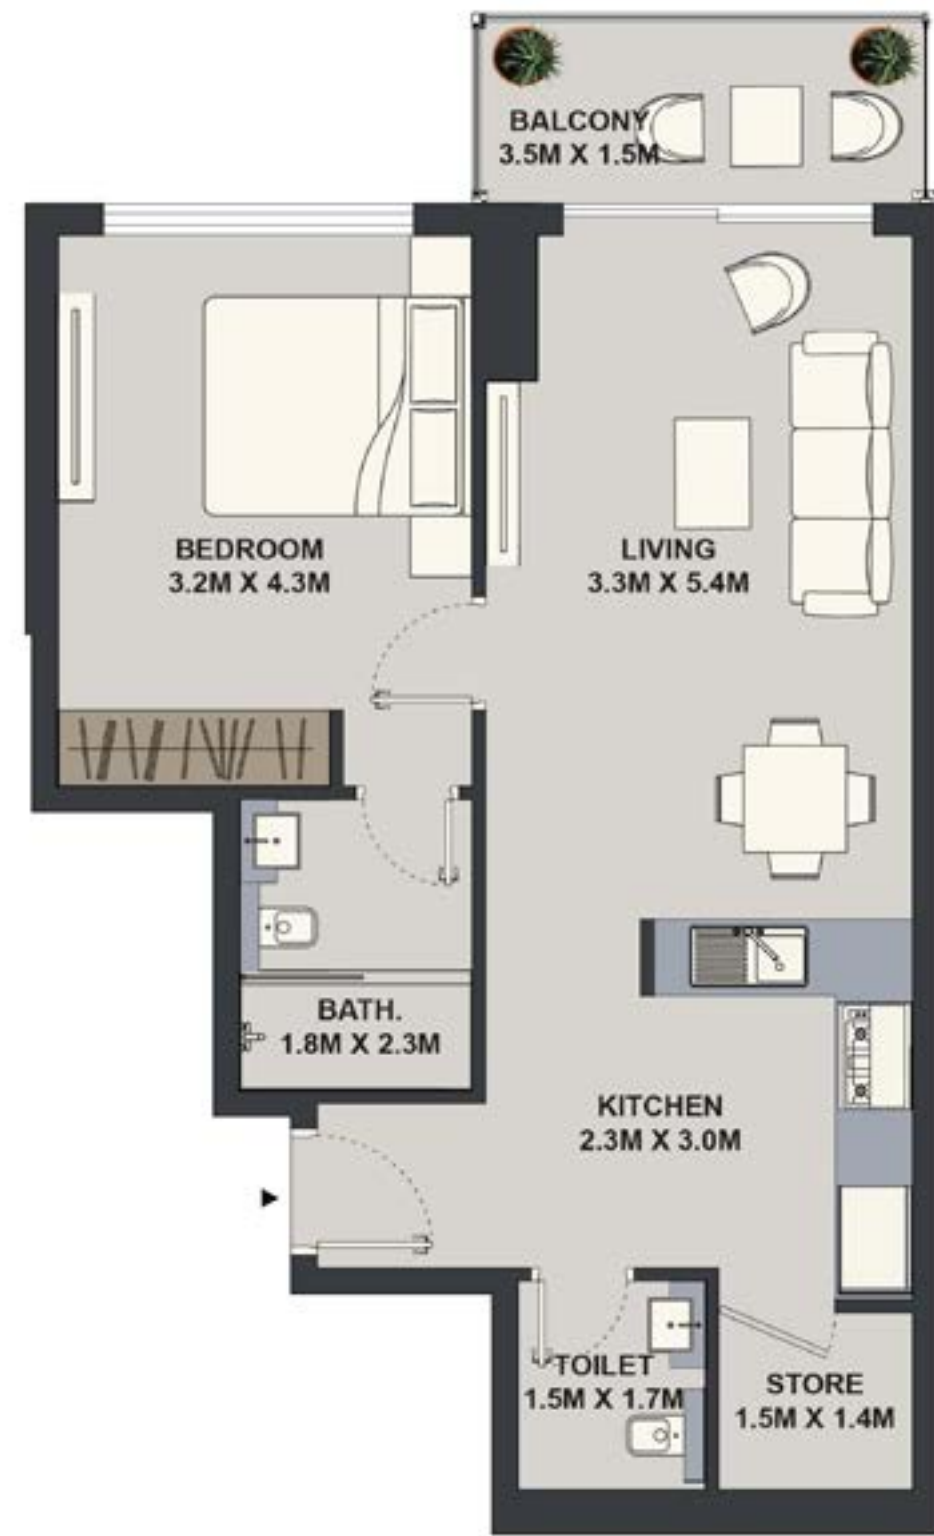 BALCONY
3.5M X 1.5M
BEDROOM
3.2M X 4.3M
LIVING
3.3M X 5.4M
BATH.
1.8M X 2.3M
KITCHEN
2.3M X 3.0M
TOILET
1.5M X 1.7M
STORE
1.5M X 1.4M